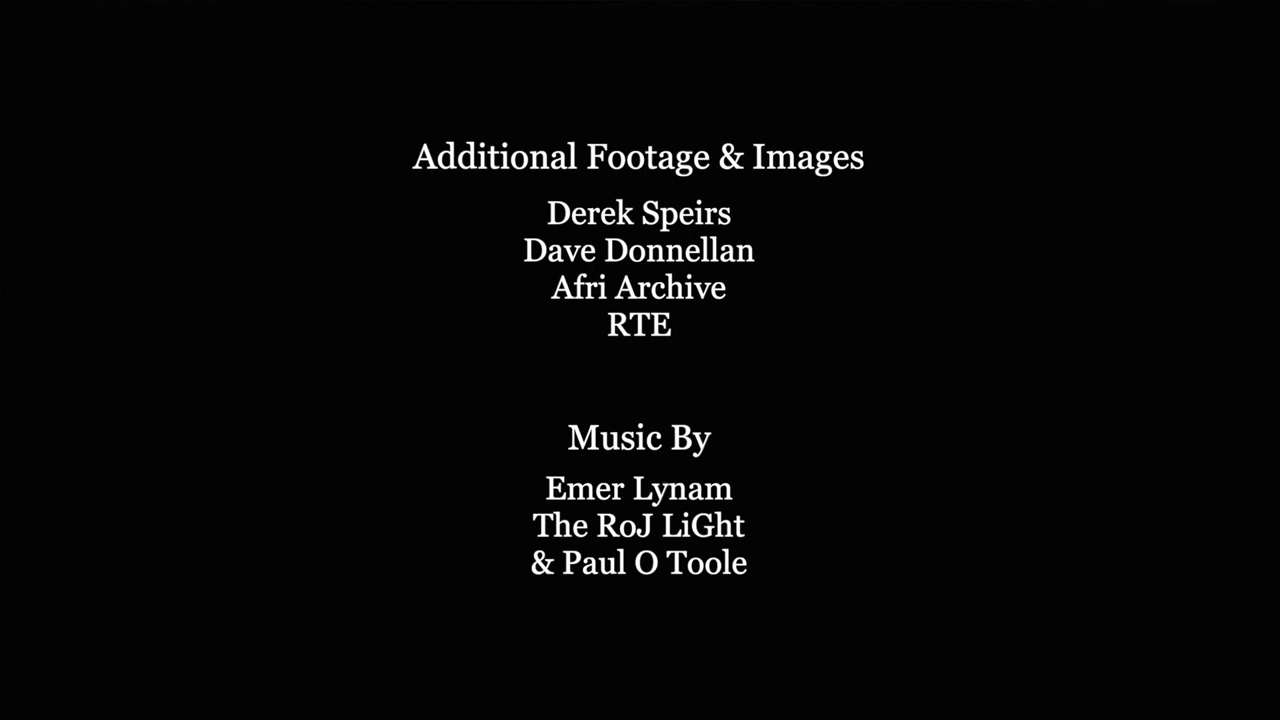 Additional Footage & Images
Derek Speirs
Dave Donnellan
Afri Archive
RTE
Music By
Emer Lynam
The RoJ LiGht
& Paul O Toole